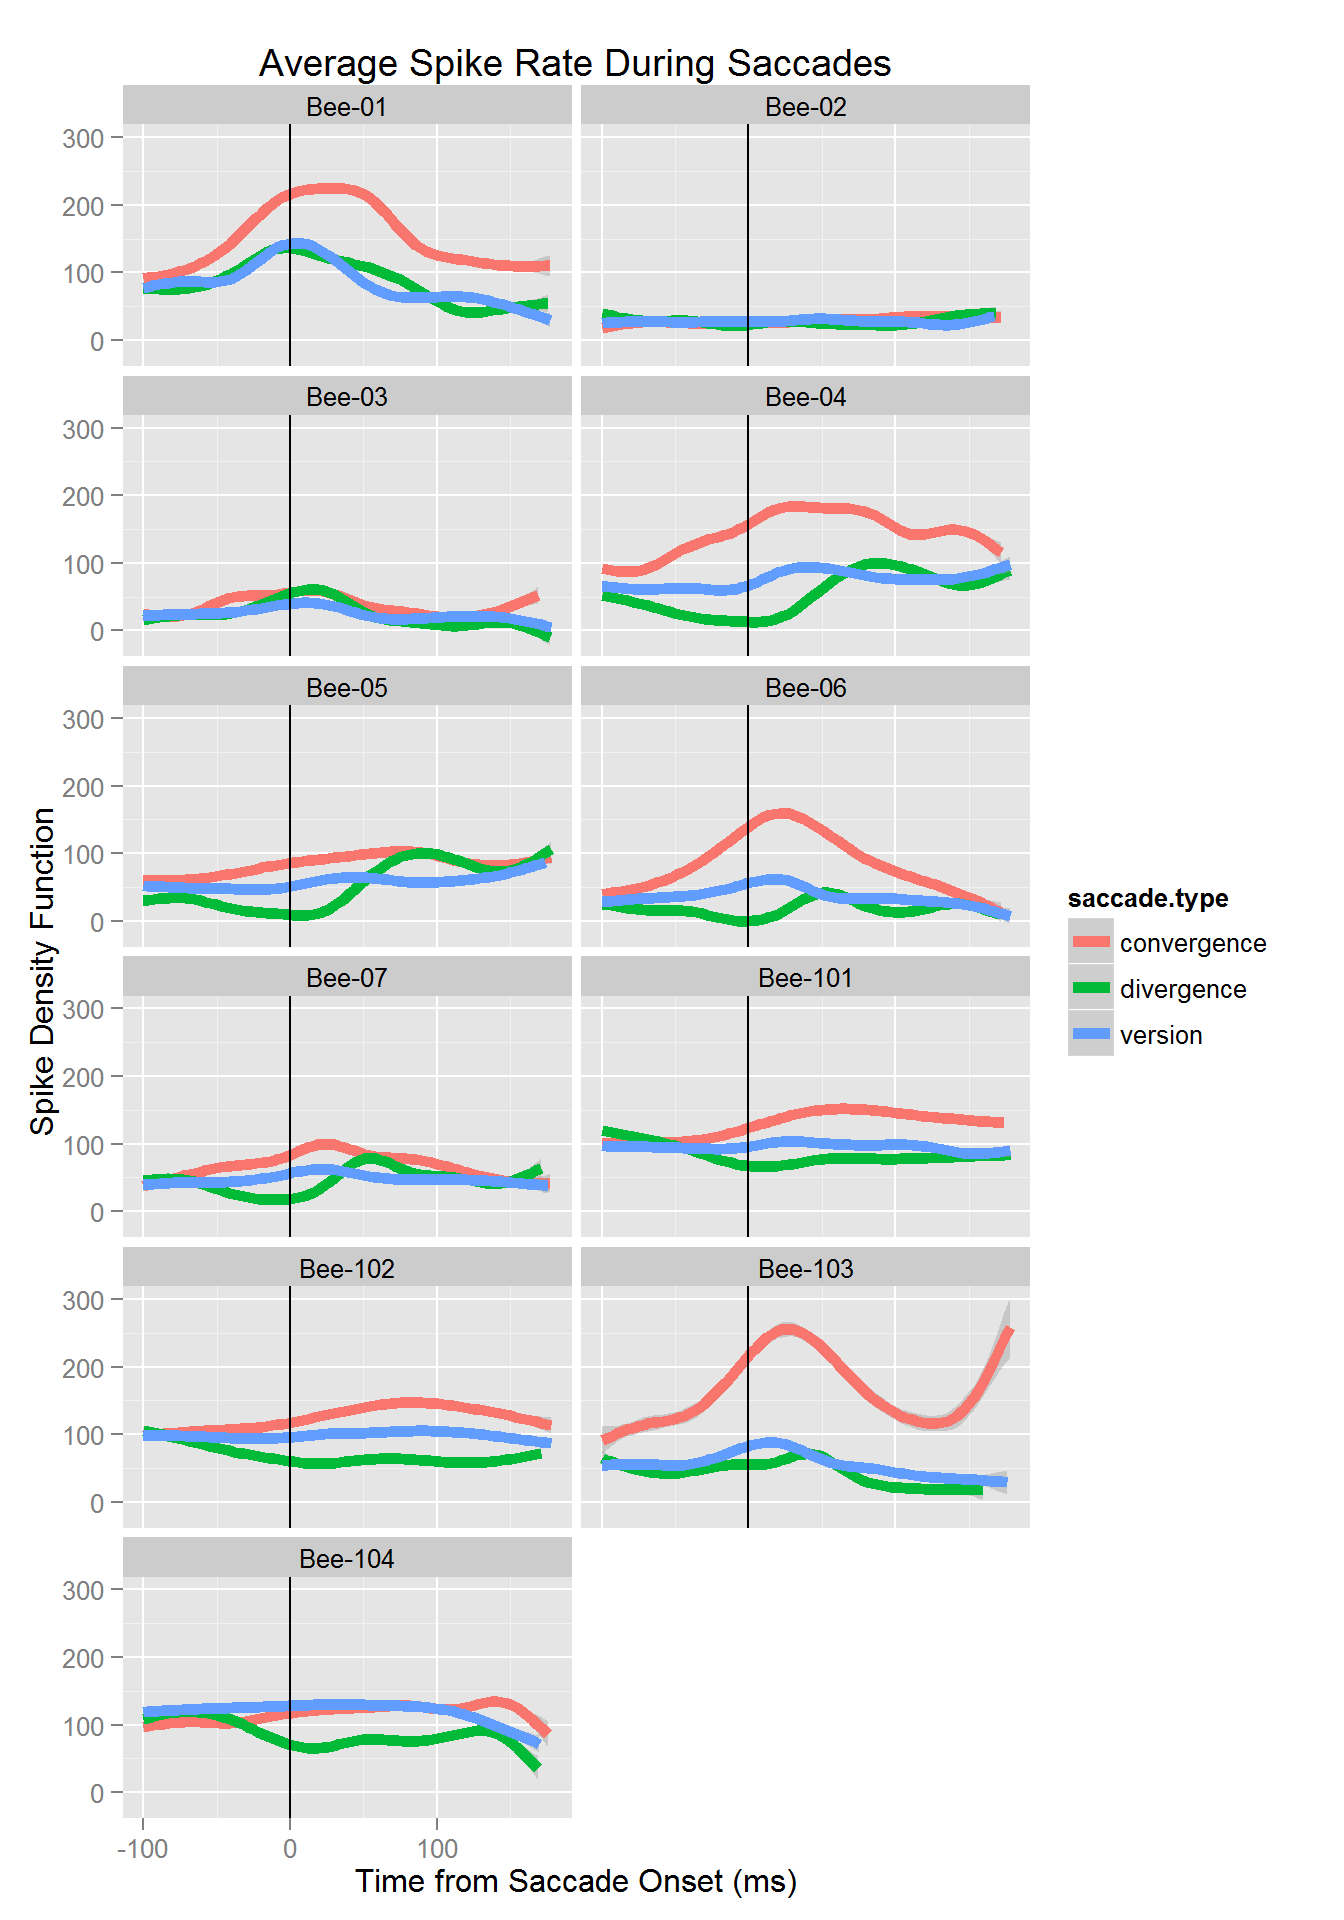 Average Spike Rate During Saccades
Bee-01
Bee-02
300
200
100
0
Bee-03
Bee-04
300
200
100
0
Bee-05
Bee-06
300
200
100
0
Bee-07
Bee-101
300
200
100
0
Bee-102
Bee-103
300
200
100
0
Bee-104
300
200
100
0
-100
0
100
Time from Saccade Onset (ms)
Spike Density Function
saccade.type
convergence
divergence
version